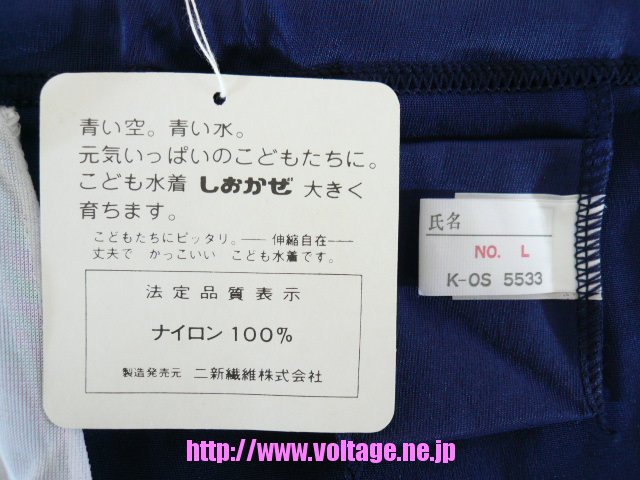 青い空。青い水。
元気いっぱいのこどもたちに。
こども水着 しおかぜ 大きく
育ちます。
こどもたちにピッタリ。── 伸縮自在──
丈夫で かっこいい こども水着です。
法定品質表示
ナイロン 100%
製造発売元 二新繊維株式会社
氏名
NO. L
K-OS 5533
http://www.voltage.ne.jp